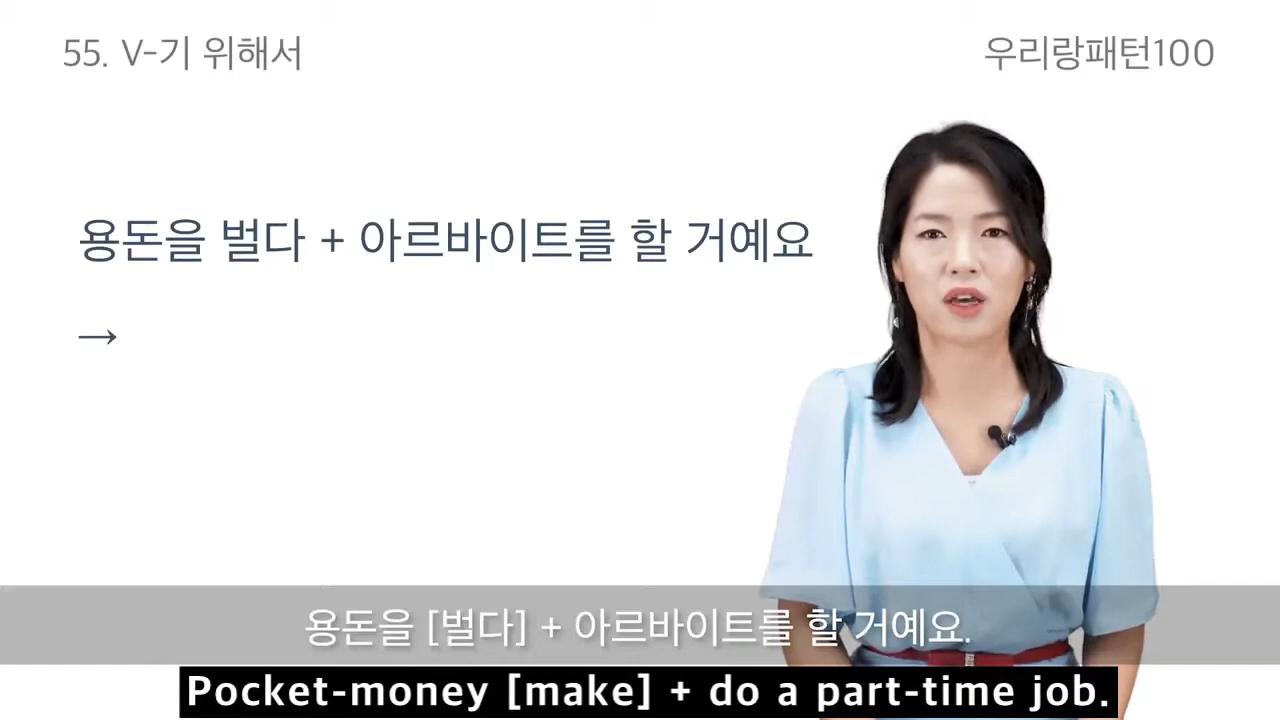 55. V-기 위해서
우리랑패턴100
용돈을 벌다 + 아르바이트를 할 거예요
→
용돈을 [벌다] + 아르바이트를 할 거예요.
Pocket-money [make] + do a part-time job.